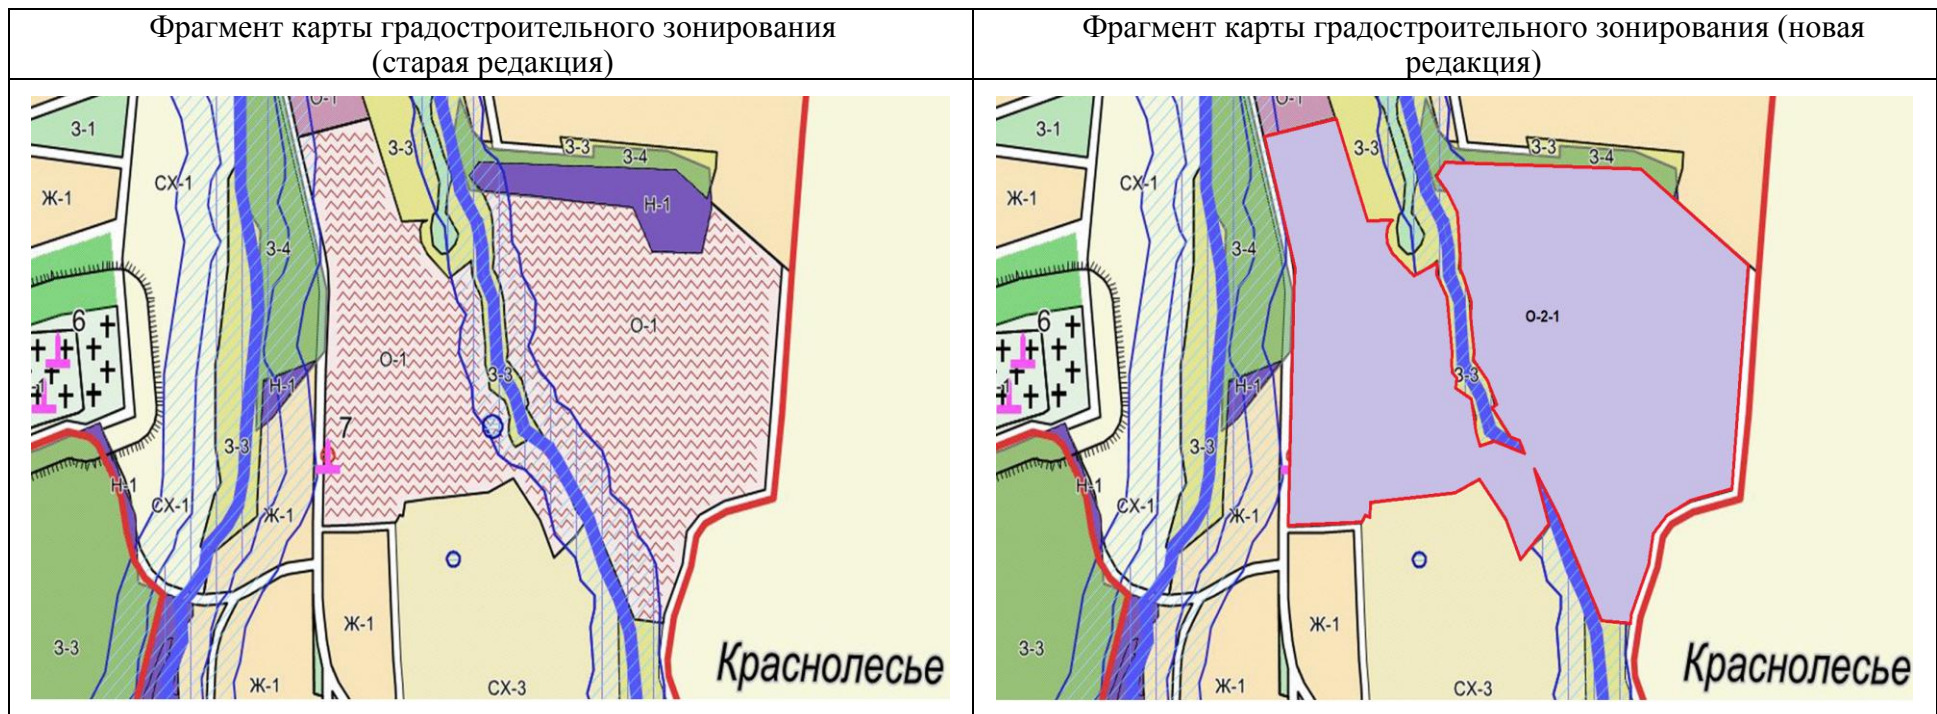 Фрагмент карты градостроительного зонирования
(старая редакция)
Фрагмент карты градостроительного зонирования (новая
редакция)
О-1
З-1
З-3
З-3
З-4
СХ-1
Ж-1
Н-1
З-4
6
О-1
О-1
З-3
Н-1
7
З-3
Н-1
СХ-1
Ж-1
Ж-1
З-3
Краснолесье
Ж-1
СХ-3
О-1
З-1
З-3
З-3
З-4
СХ-1
Ж-1
З-4
6
О-2-1
З-3
Н-1
З-3
Н-1
СХ-1
Ж-1
Ж-1
З-3
Краснолесье
Ж-1
СХ-3